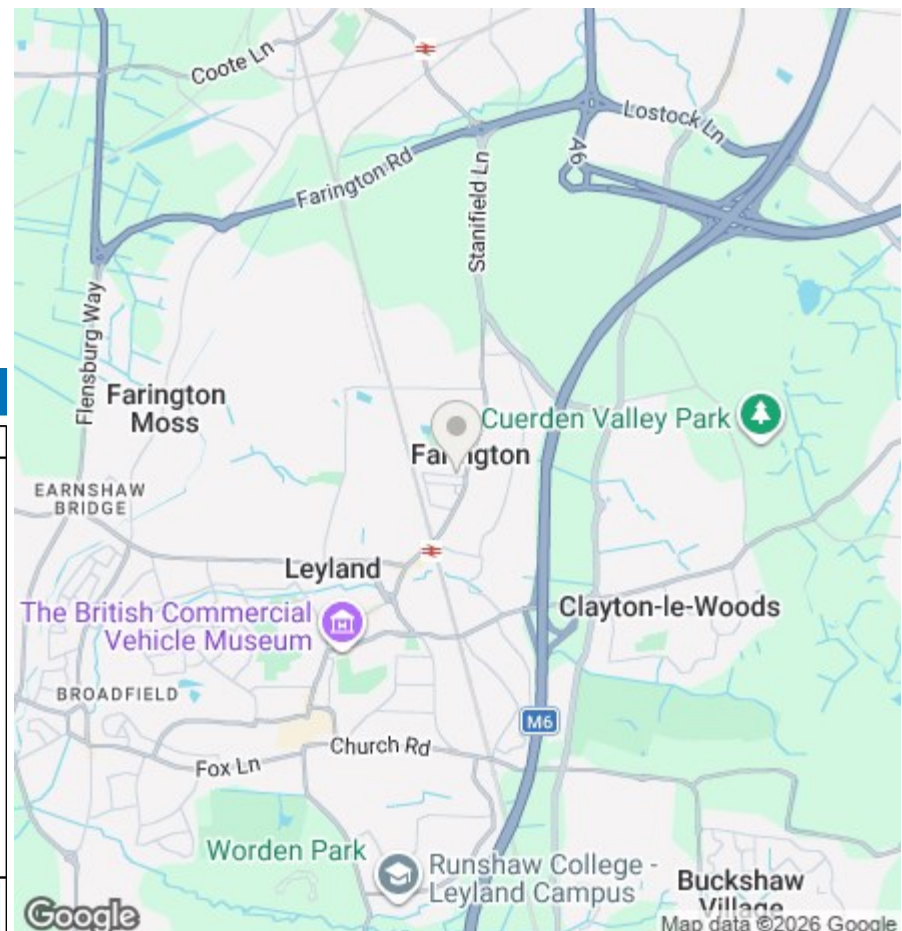 Coote Ln
Lostock Ln
A6
Farington Rd
Stanifield Ln
Flensburg Way
Farington
Moss
Cuerden Valley Park
Farington
EARNSHAW
BRIDGE
Leyland
The British Commercial
Vehicle Museum
Clayton-le-Woods
BROADFIELD
M6
Church Rd
Fox Ln
Worden Park
Runshaw College -
Leyland Campus
Buckshaw
Village
Google
Map data ©2026 Google